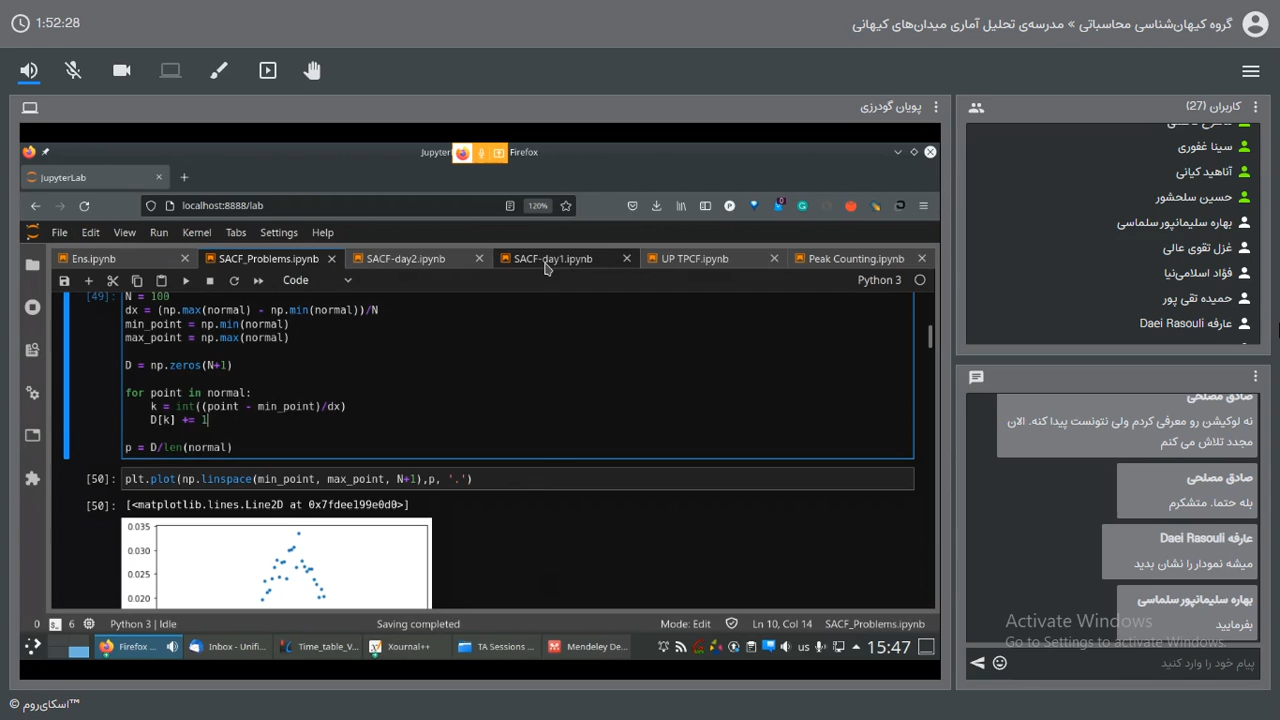 1:52:28
گروه کیهان‌شناسی محاسباتی » مدرسه‌ی تحلیل آماری میدان‌های کیهانی
پویان گودرزی
Jupyter
Firefox
JupyterLab
localhost:8888/lab
120%
File Edit View Run Kernel Tabs Settings Help
Ens.ipynb
SACF_Problems.ipynb
SACF-day2.ipynb
SACF-day1.ipynb
UP TPCF.ipynb
Peak Counting.ipynb
Code
Python 3
[49]:
N = 100
dx = (np.max(normal) - np.min(normal))/N
min_point = np.min(normal)
max_point = np.max(normal)
D = np.zeros(N+1)
for point in normal:
    k = int((point - min_point)/dx)
    D[k] += 1
p = D/len(normal)
[50]: plt.plot(np.linspace(min_point, max_point, N+1),p, '.')
[50]: [<matplotlib.lines.Line2D at 0x7fdee199e0d0>]
0.035
0.030
0.025
0.020
0 6 Python 3 | Idle
Saving completed
Mode: Edit
Ln 10, Col 14
SACF_Problems.ipynb
Firefox ...
Inbox - Unifi...
Time_table_V...
Xournal++
TA Sessions ...
Mendeley De...
us
15:47
کاربران (27)
سینا غفوری
آناهید کیانی
حسین سلحشور
بهاره سلیمانپور سلماسی
غزل تقوی عالی
فؤاد اسلامی‌نیا
حمیده تقی پور
عارفه Daei Rasouli
صادق مصلحی
نه لوکیشن رو معرفی کردم ولی نتونست پیدا کنه. الان
مجدد تلاش می کنم
صادق مصلحی
بله حتما. متشکرم
عارفه Daei Rasouli
میشه نمودار را نشان بدید
بهاره سلیمانپور سلماسی
بفرمایید
Activate Windows
Go to Settings to activate Windows.
پیام خود را وارد کنید
© اسکای‌روم™